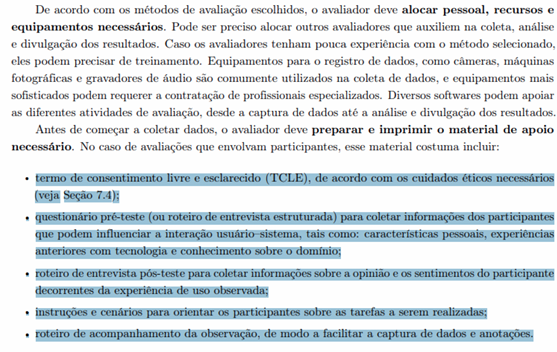 De acordo com os métodos de avaliação escolhidos, o avaliador deve alocar pessoal, recursos e
equipamentos necessários. Pode ser preciso alocar outros avaliadores que auxiliem na coleta, análise
e divulgação dos resultados. Caso os avaliadores tenham pouca experiência com o método selecionado,
eles podem precisar de treinamento. Equipamentos para o registro de dados, como câmeras, máquinas
fotográficas e gravadores de áudio são comumente utilizados na coleta de dados, e equipamentos mais
sofisticados podem requerer a contratação de profissionais especializados. Diversos softwares podem apoiar
as diferentes atividades de avaliação, desde a captura de dados até a análise e divulgação dos resultados.
Antes de começar a coletar dados, o avaliador deve preparar e imprimir o material de apoio
necessário. No caso de avaliações que envolvam participantes, esse material costuma incluir:
• termo de consentimento livre e esclarecido (TCLE), de acordo com os cuidados éticos necessários
(veja Seção 7.4);
• questionário pré-teste (ou roteiro de entrevista estruturada) para coletar informações dos participantes
que podem influenciar a interação usuário–sistema, tais como: características pessoais, experiências
anteriores com tecnologia e conhecimento sobre o domínio;
• roteiro de entrevista pós-teste para coletar informações sobre a opinião e os sentimentos do participante
decorrentes da experiência de uso observada;
• instruções e cenários para orientar os participantes sobre as tarefas a serem realizadas;
• roteiro de acompanhamento da observação, de modo a facilitar a captura de dados e anotações.